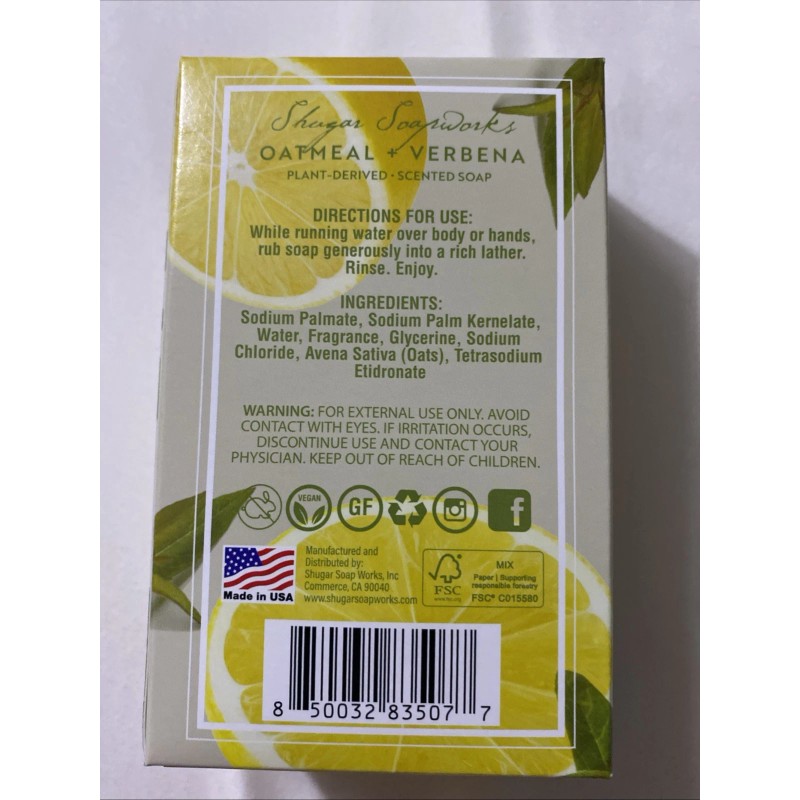 Shugar Soapworks
OATMEAL + VERBENA
PLANT-DERIVED • SCENTED SOAP
DIRECTIONS FOR USE:
While running water over body or hands,
rub soap generously into a rich lather.
Rinse. Enjoy.
INGREDIENTS:
Sodium Palmate, Sodium Palm Kernelate,
Water, Fragrance, Glycerine, Sodium
Chloride, Avena Sativa (Oats), Tetrasodium
Etidronate
WARNING: FOR EXTERNAL USE ONLY. AVOID
CONTACT WITH EYES. IF IRRITATION OCCURS,
DISCONTINUE USE AND CONTACT YOUR
PHYSICIAN. KEEP OUT OF REACH OF CHILDREN.
VEGAN
GF
f
Made in USA
Manufactured and
Distributed by:
Shugar Soap Works, Inc
Commerce, CA 90040
www.shugarsoapworks.com
FSC
www.fsc.org
MIX
Paper | Supporting
responsible forestry
FSC® C015580
8 50032 83507 7